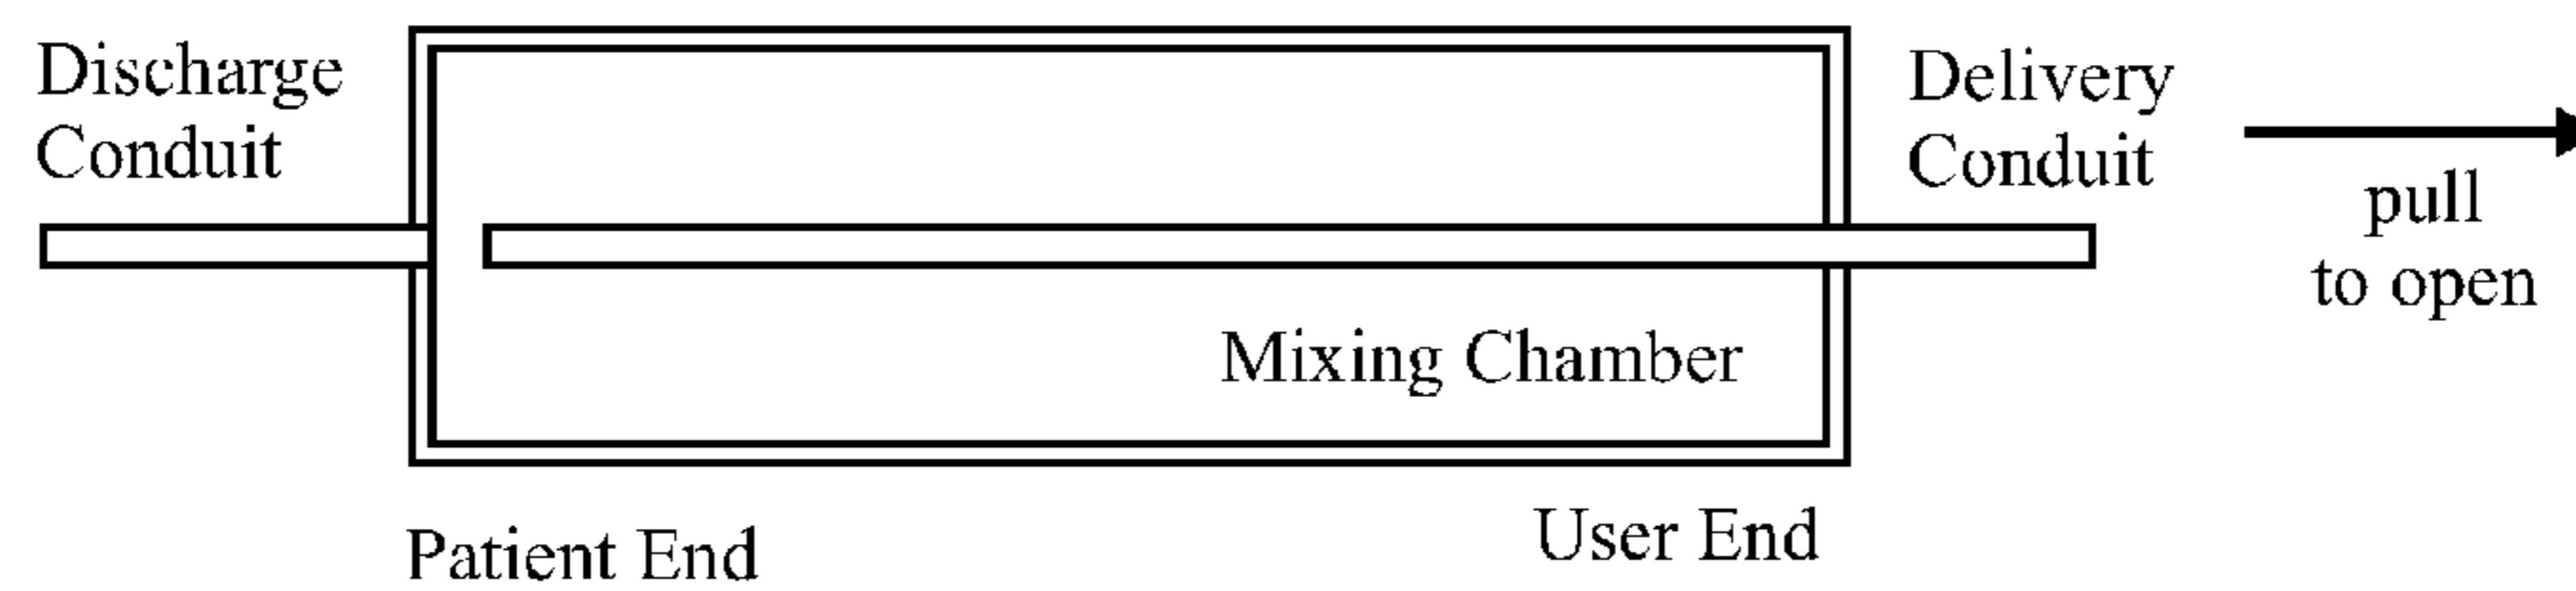 Discharge
Conduit
Delivery
Conduit
pull
to open
Mixing Chamber
Patient End
User End